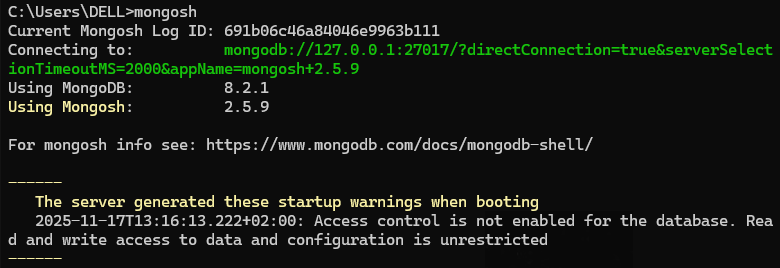 C:\Users\DELL>mongosh
Current Mongosh Log ID: 691b06c46a84046e9963b111
Connecting to:          mongodb://127.0.0.1:27017/?directConnection=true&serverSelect
ionTimeoutMS=2000&appName=mongosh+2.5.9
Using MongoDB:          8.2.1
Using Mongosh:          2.5.9
For mongosh info see: https://www.mongodb.com/docs/mongodb-shell/
------
   The server generated these startup warnings when booting
   2025-11-17T13:16:13.222+02:00: Access control is not enabled for the database. Rea
d and write access to data and configuration is unrestricted
------